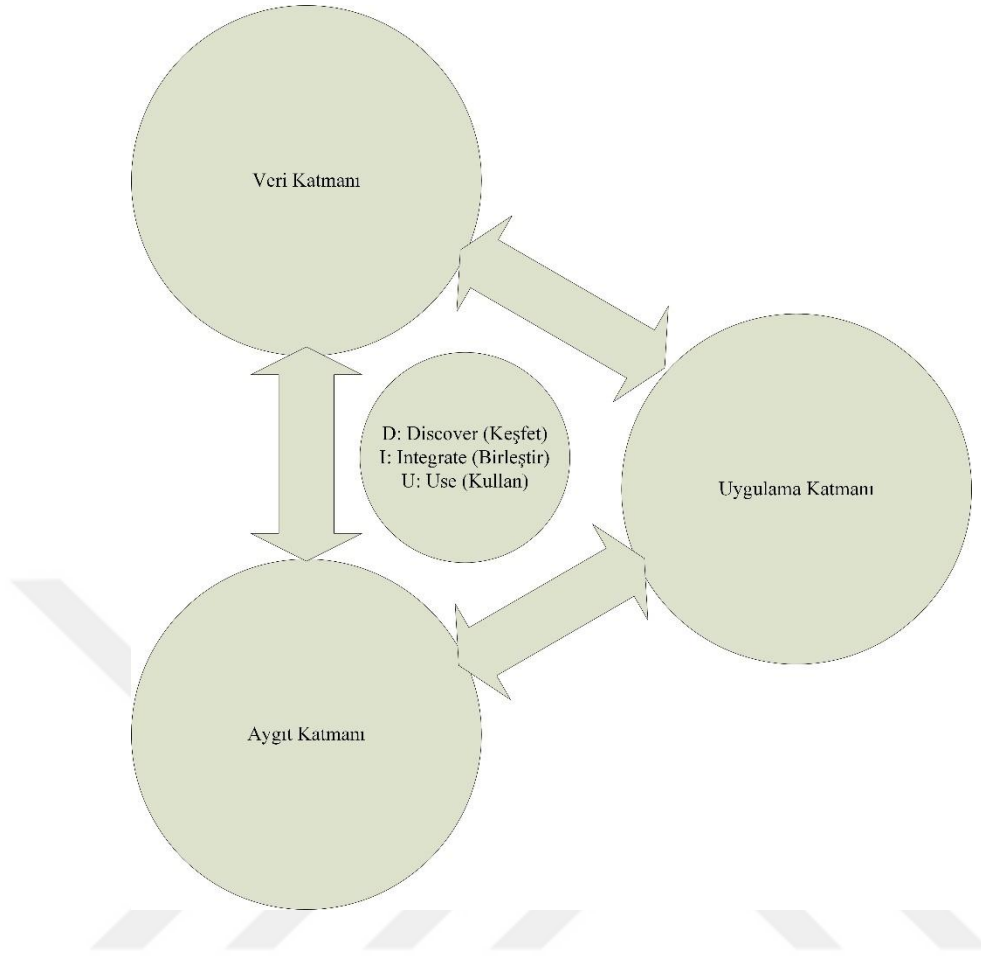 Veri Katmanı
D: Discover (Keşfet)
I: Integrate (Birleştir)
U: Use (Kullan)
Uygulama Katmanı
Aygıt Katmanı